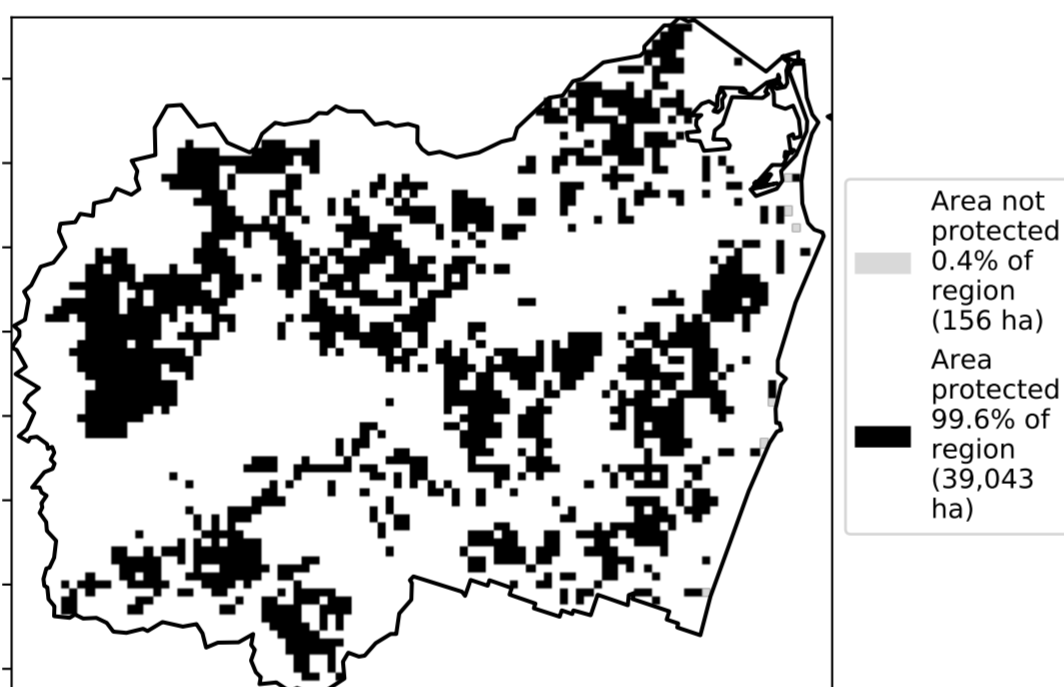 Area not
protected
0.4% of
region
(156 ha)
Area
protected
99.6% of
region
(39,043
ha)